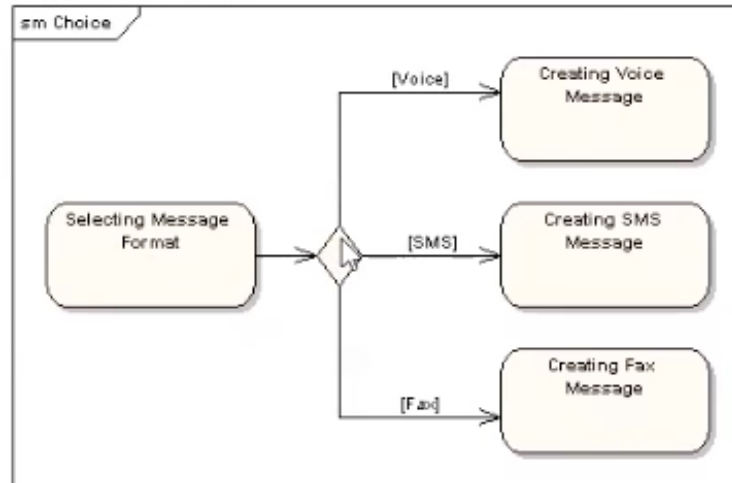 sm Choice
[Voice]
Creating Voice
Message
Selecting Message
Format
[SMS]
Creating SMS
Message
[Fax]
Creating Fax
Message